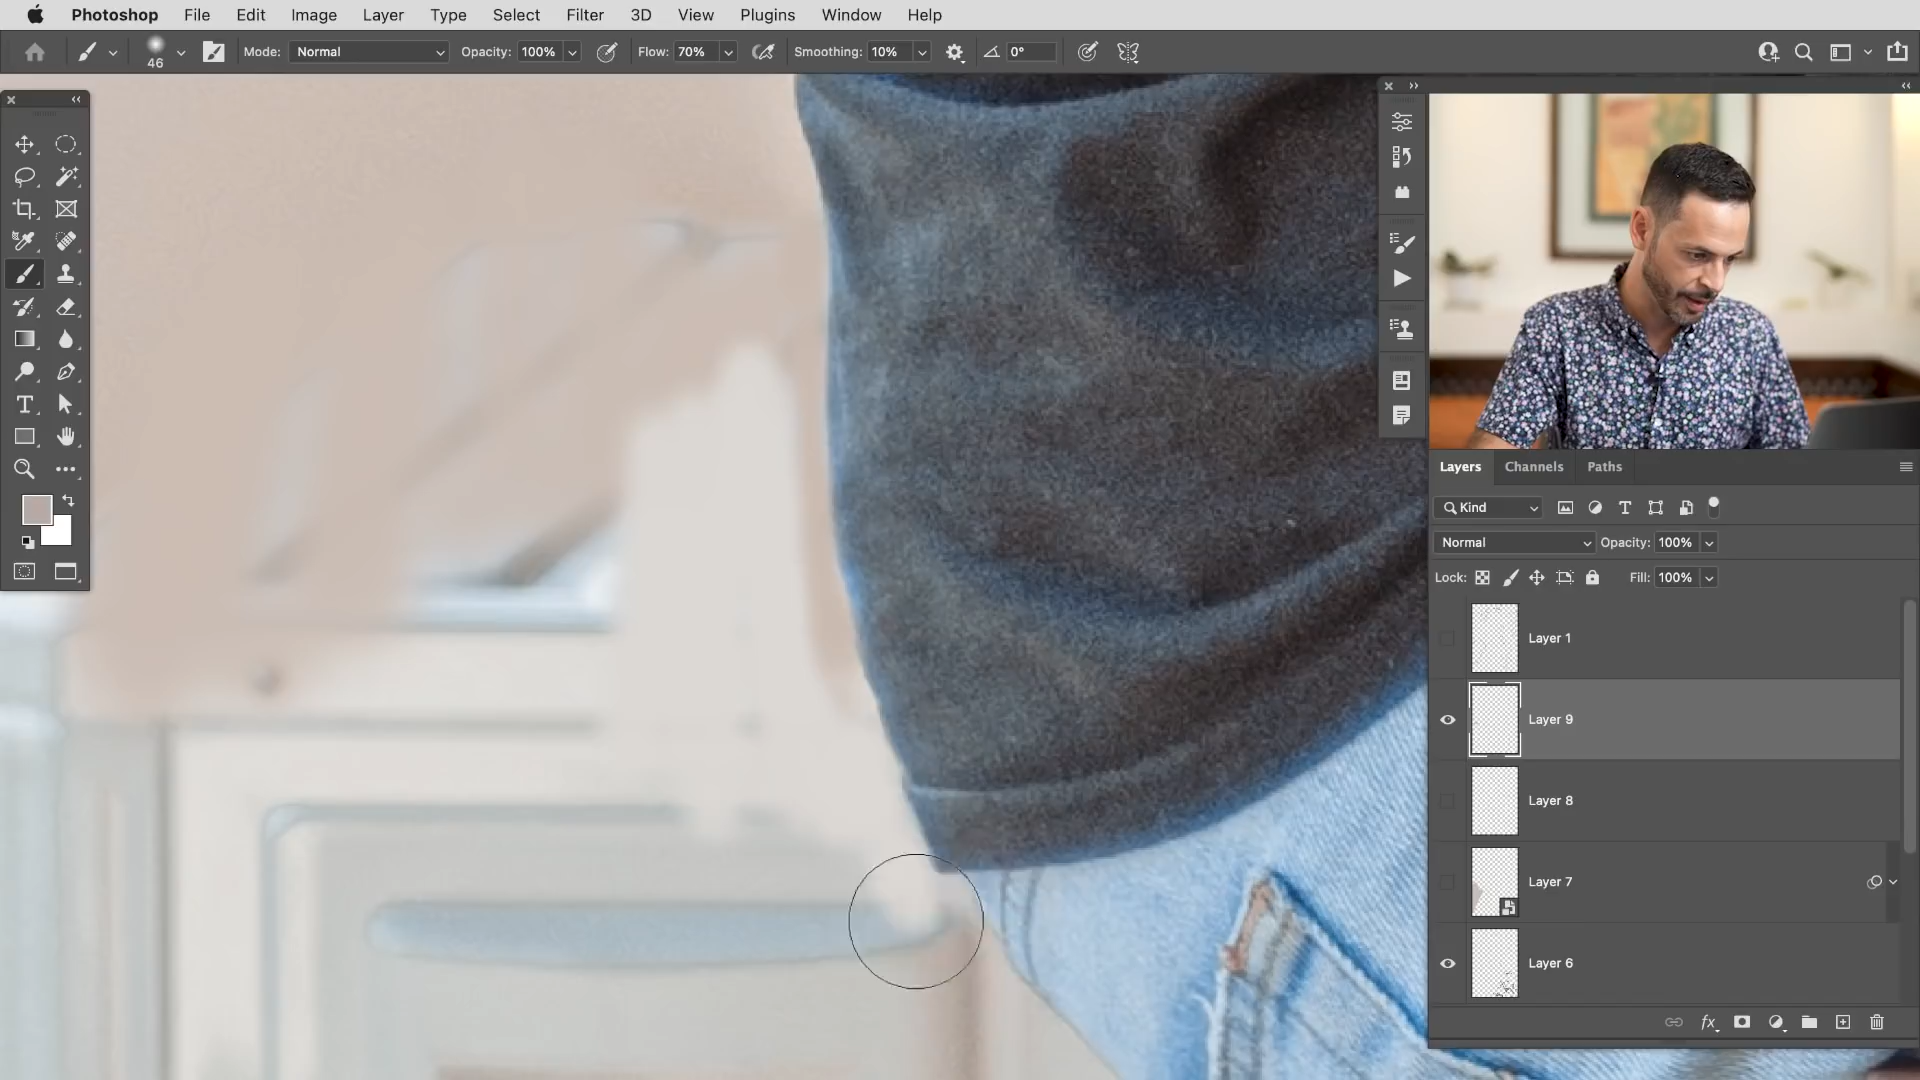 Photoshop File Edit Image Layer Type Select Filter 3D View Plugins Window Help
46 Mode: Normal Opacity: 100% Flow: 70% Smoothing: 10% 0°
Layers Channels Paths
Kind
Normal Opacity: 100%
Lock: Fill: 100%
Layer 1
Layer 9
Layer 8
Layer 7
Layer 6
fx